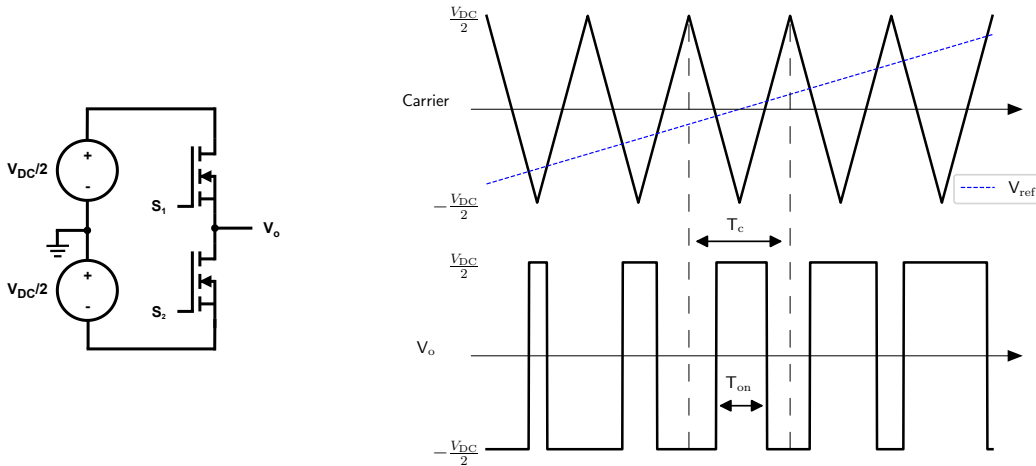 V_DC/2
+
-
V_DC/2
+
-
S_1
S_2
V_o
V_DC/2
Carrier
-V_DC/2
V_ref
T_c
V_DC/2
V_o
T_on
-V_DC/2